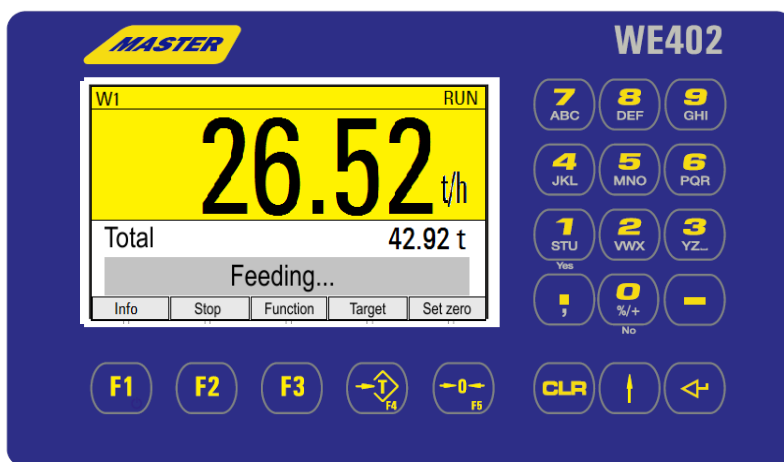 MASTER
WE402
W1 RUN
26.52 t/h
Total 42.92 t
Feeding...
Info Stop Function Target Set zero
7 8 9
ABC DEF GHI
4 5 6
JKL MNO PQR
1 2 3
STU VWX YZ_
Yes
. 0 –
, %/+
No
F1 F2 F3 →T F4 →0← F5 CLR